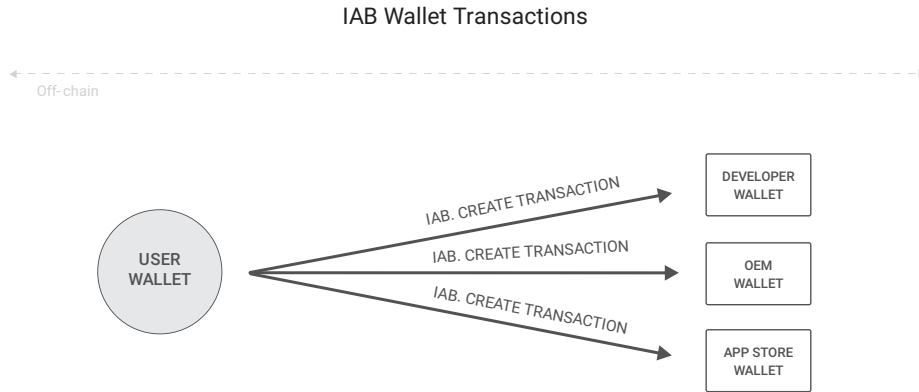 IAB Wallet Transactions
Off-chain
DEVELOPER
WALLET
IAB. CREATE TRANSACTION
USER
WALLET
IAB. CREATE TRANSACTION
OEM
WALLET
IAB. CREATE TRANSACTION
APP STORE
WALLET